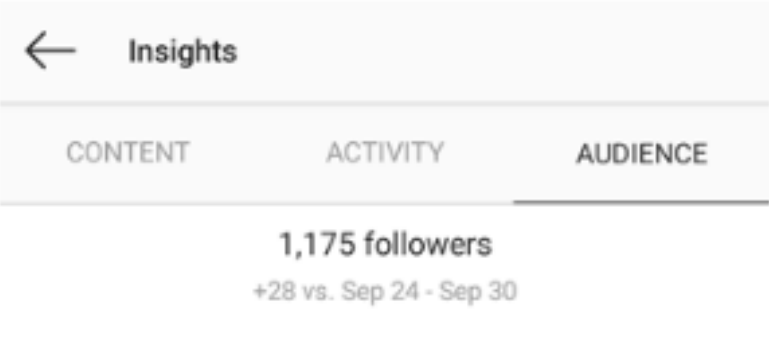 Insights
CONTENT ACTIVITY AUDIENCE
1,175 followers
+28 vs. Sep 24 - Sep 30